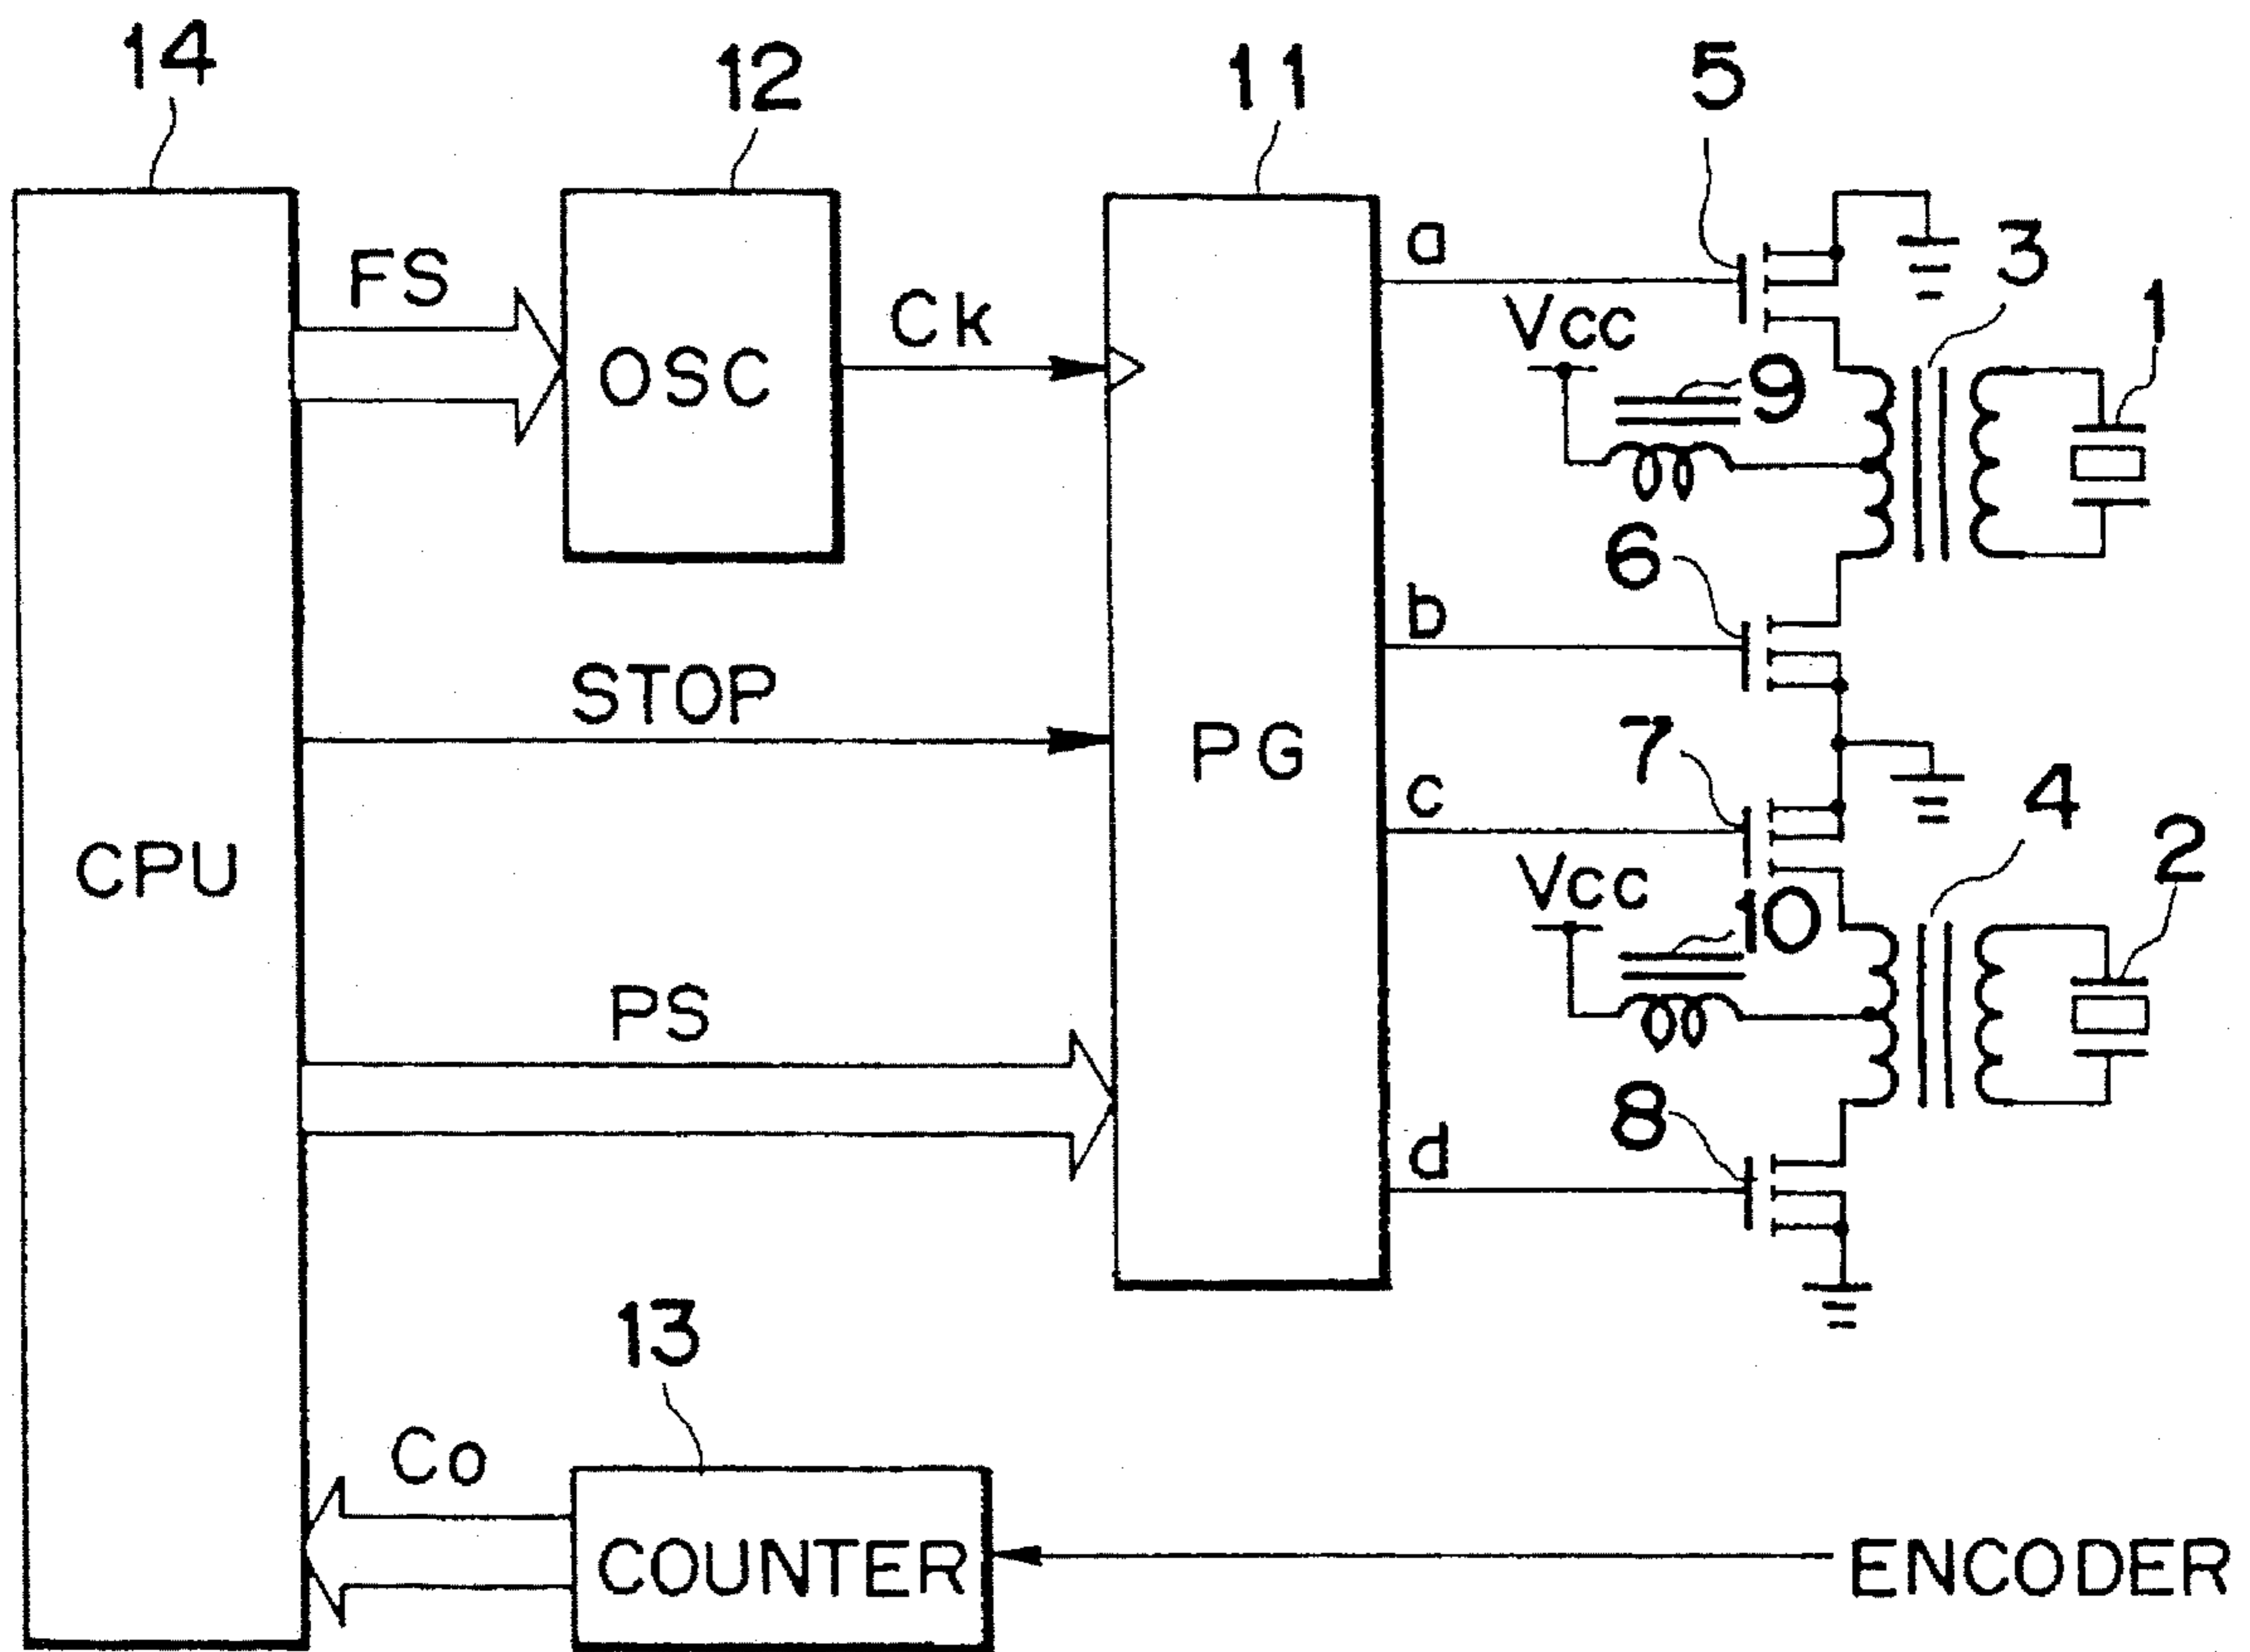 14
12
11
5
FS
Ck
a
3
1
Vcc
9
OSC
6
b
STOP
PG
7
c
4
2
CPU
Vcc
10
PS
8
d
13
Co
COUNTER
ENCODER